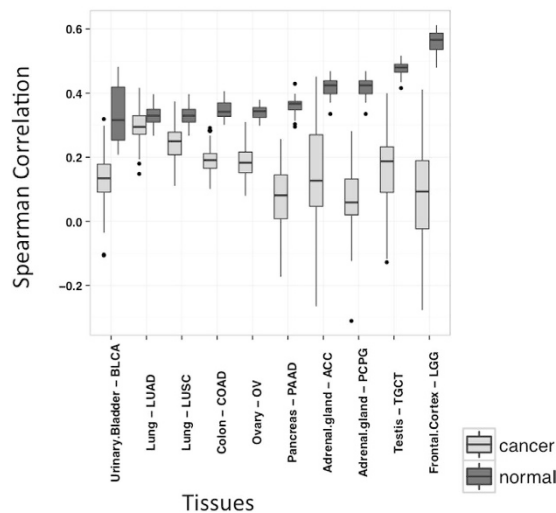 0.6
0.4
0.2
0.0
−0.2
Spearman Correlation
Urinary.Bladder − BLCA
Lung − LUAD
Lung − LUSC
Colon − COAD
Ovary − OV
Pancreas − PAAD
Adrenal.gland − ACC
Adrenal.gland − PCPG
Testis − TGCT
Frontal.Cortex − LGG
Tissues
cancer
normal